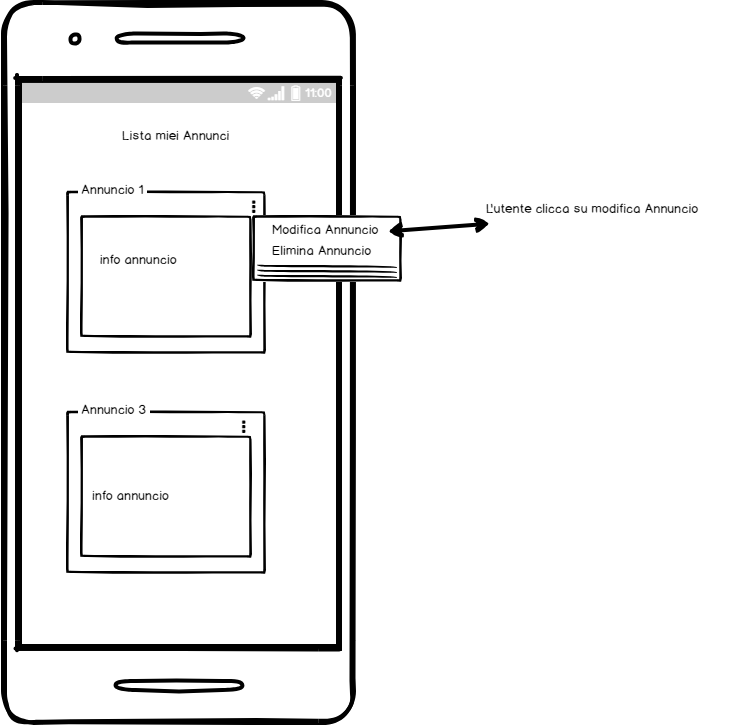 11:00
Lista miei Annunci
Annuncio 1
Modifica Annuncio
Elimina Annuncio
info annuncio
L'utente clicca su modifica Annuncio
Annuncio 3
info annuncio